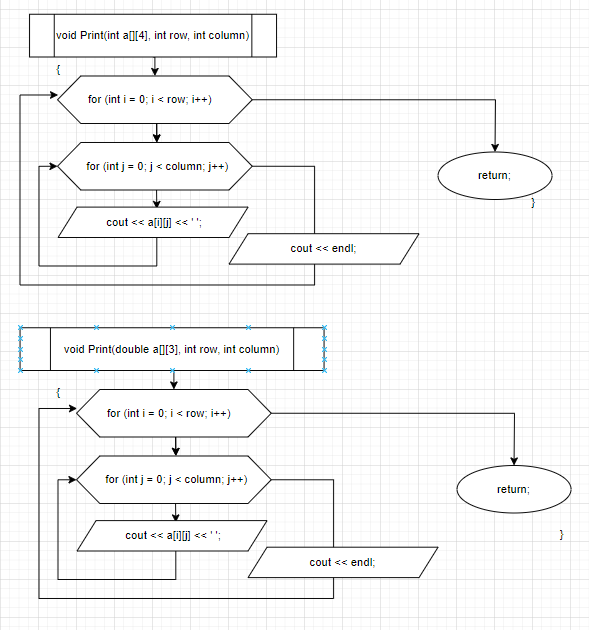 void Print(int a[][4], int row, int column)
{
for (int i = 0; i < row; i++)
for (int j = 0; j < column; j++)
return;
}
cout << a[i][j] << ' ';
cout << endl;
void Print(double a[][3], int row, int column)
{
for (int i = 0; i < row; i++)
for (int j = 0; j < column; j++)
return;
cout << a[i][j] << ' ';
}
cout << endl;